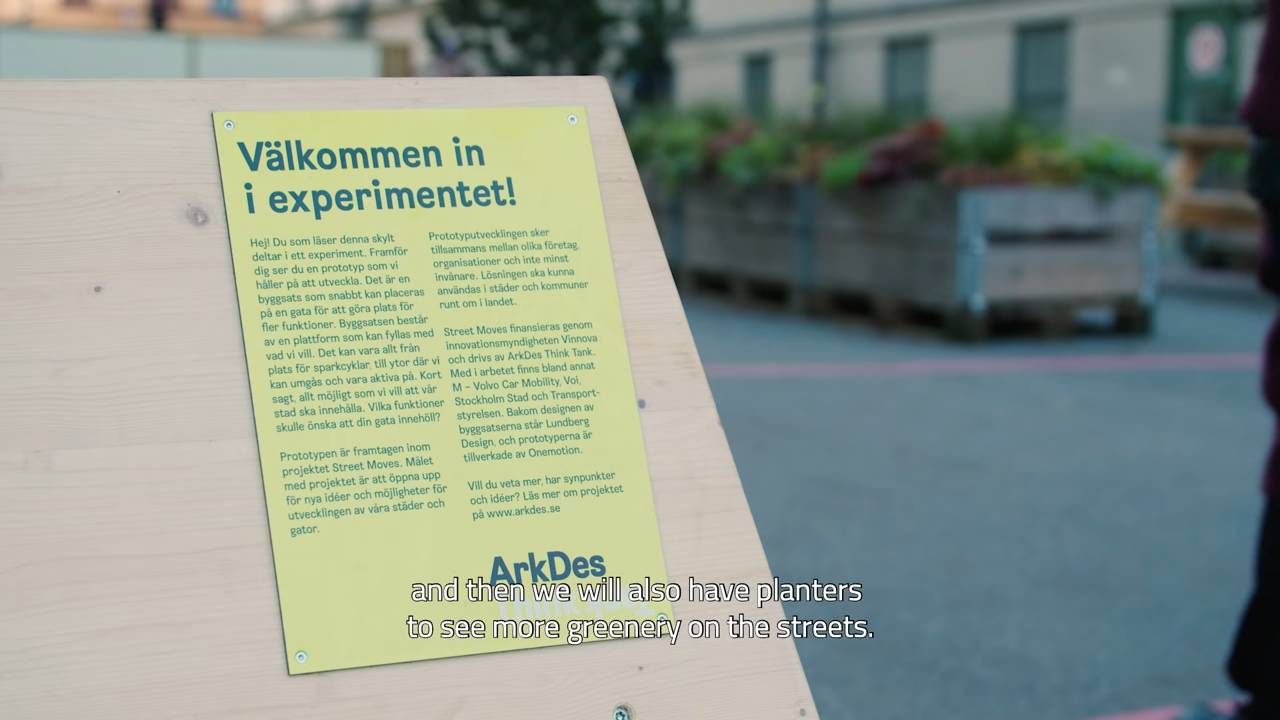 Välkommen in
i experimentet!
Hej! Du som läser denna skylt
deltar i ett experiment. Framför
dig ser du en prototyp som vi
håller på att utveckla. Det är en
byggsats som snabbt kan placeras
på en gata för att göra plats för
fler funktioner. Byggsatsen består
av en plattform som kan fyllas med
vad vi vill. Det kan vara allt från
plats för sparkcyklar, till ytor där vi
kan umgås och vara aktiva på. Kort
sagt, allt möjligt som vi vill att vår
stad ska innehålla. Vilka funktioner
skulle önska att din gata innehöll?
Prototypen är framtagen inom
projektet Street Moves. Målet
med projektet är att öppna upp
för nya idéer och möjligheter för
utvecklingen av våra städer och
gator.
Prototyputvecklingen sker
tillsammans mellan olika företag,
organisationer och inte minst
invånare. Lösningen ska kunna
användas i städer och kommuner
runt om i landet.
Street Moves finansieras genom
innovationsmyndigheten Vinnova
och drivs av ArkDes Think Tank.
Med i arbetet finns bland annat
M – Volvo Car Mobility, Voi,
Stockholm Stad och Transport-
styrelsen. Bakom designen av
byggsatserna står Lundberg
Design, och prototyperna är
tillverkade av Onemotion.
Vill du veta mer, har synpunkter
och idéer? Läs mer om projektet
på www.arkdes.se
ArkDes
Think Tank
and then we will also have planters
to see more greenery on the streets.